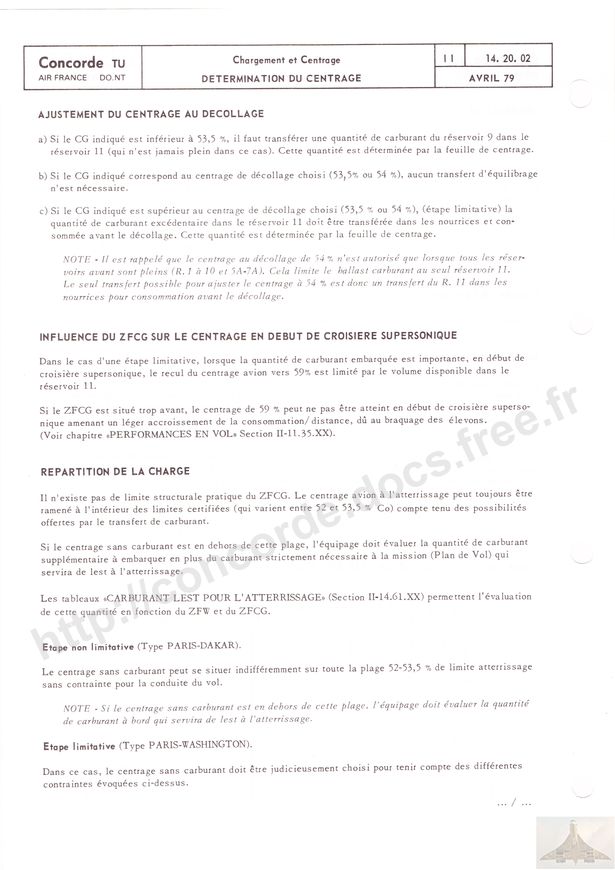 Concorde TU
AIR FRANCE DO.NT
Chargement et Centrage
DETERMINATION DU CENTRAGE
11
14. 20. 02
AVRIL 79
AJUSTEMENT DU CENTRAGE AU DECOLLAGE
a) Si le CG indiqué est inférieur à 53,5 %, il faut transférer une quantité de carburant du réservoir 9 dans le
réservoir 11 (qui n'est jamais plein dans ce cas). Cette quantité est déterminée par la feuille de centrage.
b) Si le CG indiqué correspond au centrage de décollage choisi (53,5% ou 54 %), aucun transfert d'équilibrage
n'est nécessaire.
c) Si le CG indiqué est supérieur au centrage de décollage choisi (53,5 % ou 54 %), (étape limitative) la
quantité de carburant excédentaire dans le réservoir 11 doit être transférée dans les nourrices et con-
sommée avant le décollage. Cette quantité est déterminée par la feuille de centrage.
NOTE - Il est rappelé que le centrage au décollage de 54 % n'est autorisé que lorsque tous les réser-
voirs avant sont pleins (R. 1 à 10 et 5A-7A). Cela limite le ballast carburant au seul réservoir 11.
Le seul transfert possible pour ajuster le centrage à 54 % est donc un transfert du R. 11 dans les
nourrices pour consommation avant le décollage.
INFLUENCE DU ZFCG SUR LE CENTRAGE EN DEBUT DE CROISIERE SUPERSONIQUE
Dans le cas d'une étape limitative, lorsque la quantité de carburant embarquée est importante, en début de
croisière supersonique, le recul du centrage avion vers 59% est limité par le volume disponible dans le
réservoir 11.
Si le ZFCG est situé trop avant, le centrage de 59 % peut ne pas être atteint en début de croisière superso-
nique amenant un léger accroissement de la consommation/distance, dû au braquage des élevons.
(Voir chapitre «PERFORMANCES EN VOL» Section II-11.35.XX).
REPARTITION DE LA CHARGE
Il n'existe pas de limite structurale pratique du ZFCG. Le centrage avion à l'atterrissage peut toujours être
ramené à l'intérieur des limites certifiées (qui varient entre 52 et 53,5 % Co) compte tenu des possibilités
offertes par le transfert de carburant.
Si le centrage sans carburant est en dehors de cette plage, l'équipage doit évaluer la quantité de carburant
supplémentaire à embarquer en plus du carburant strictement nécessaire à la mission (Plan de Vol) qui
servira de lest à l'atterrissage.
Les tableaux «CARBURANT LEST POUR L'ATTERRISSAGE» (Section II-14.61.XX) permettent l'évaluation
de cette quantité en fonction du ZFW et du ZFCG.
Etape non limitative (Type PARIS-DAKAR).
Le centrage sans carburant peut se situer indifféremment sur toute la plage 52-53,5 % de limite atterrissage
sans contrainte pour la conduite du vol.
NOTE - Si le centrage sans carburant est en dehors de cette plage, l'équipage doit évaluer la quantité
de carburant à bord qui servira de lest à l'atterrissage.
Etape limitative (Type PARIS-WASHINGTON).
Dans ce cas, le centrage sans carburant doit être judicieusement choisi pour tenir compte des différentes
contraintes évoquées ci-dessus.
... / ...
http://concorde.docs.free.fr